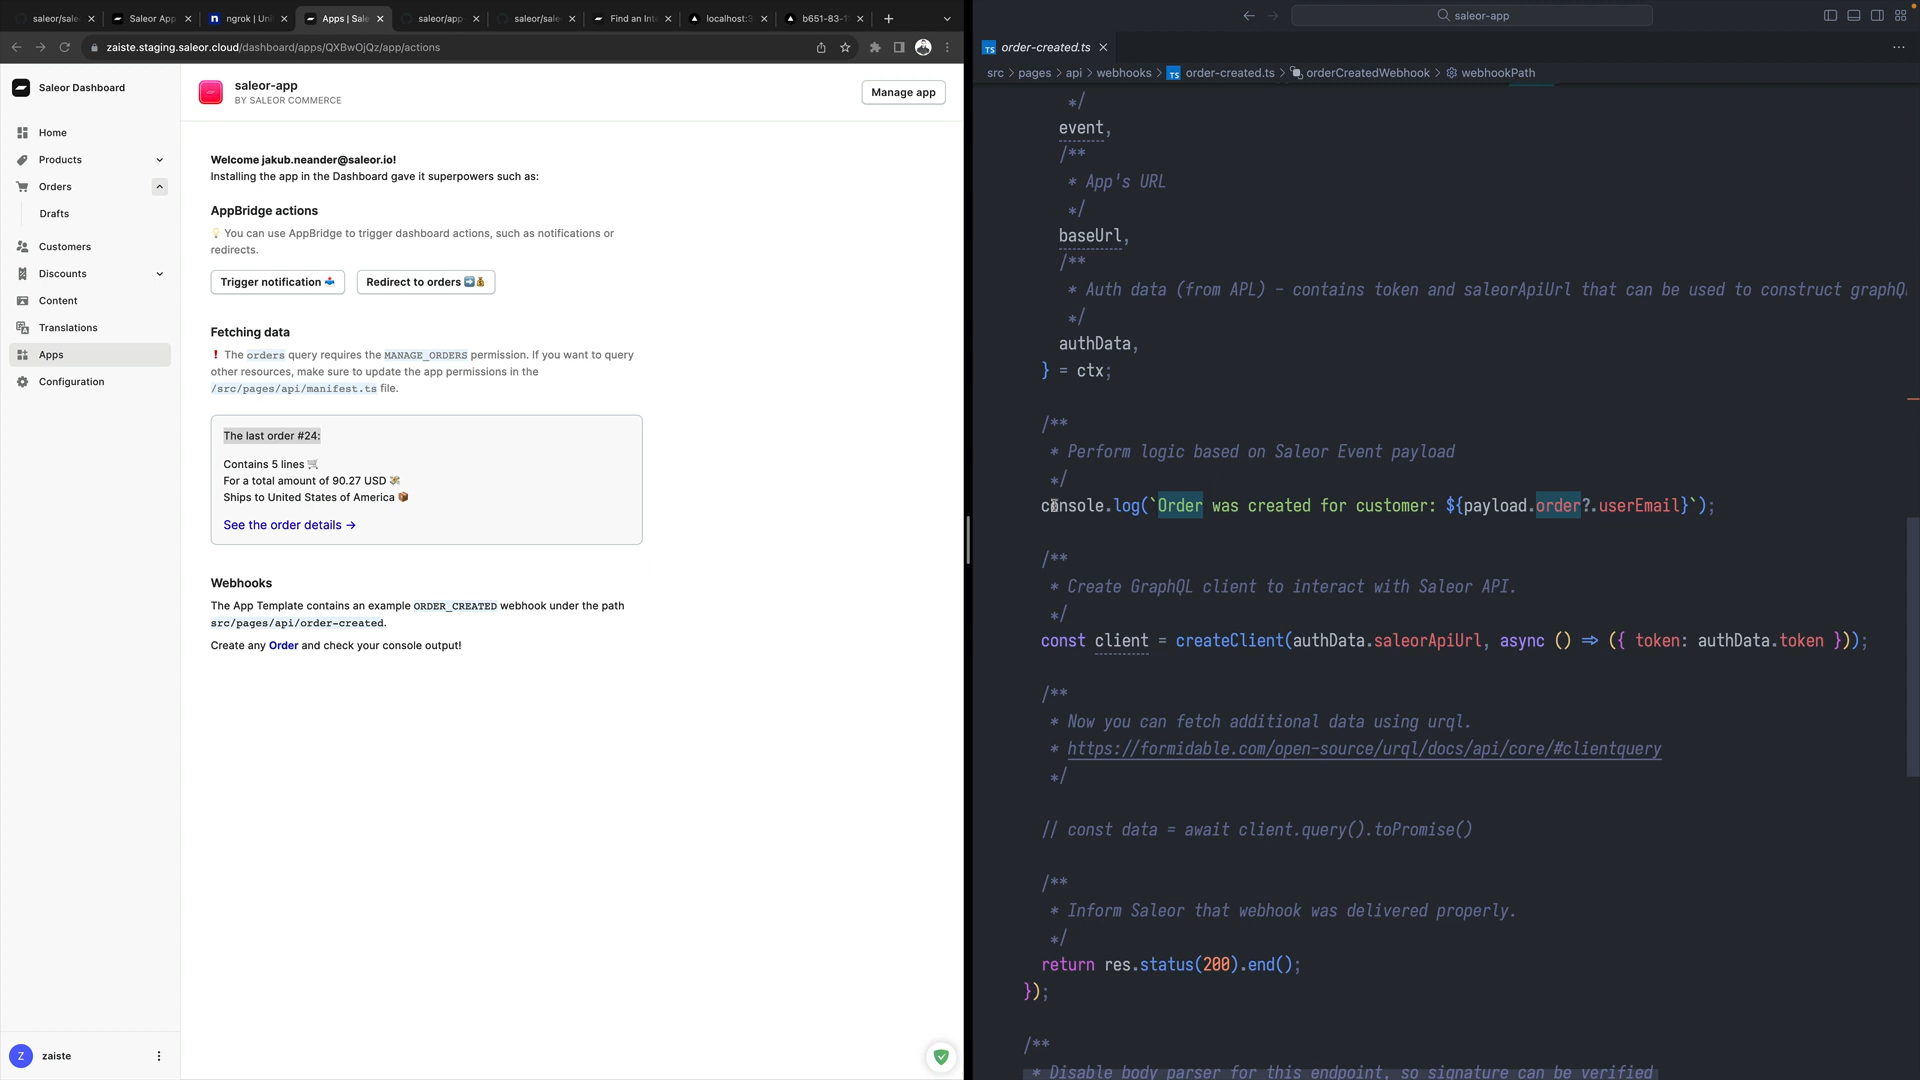 saleor/sale
Saleor App
ngrok | Uni
Apps | Sale
saleor/app
saleor/sale
Find an Int
localhost:3
b651-83-1
zaiste.staging.saleor.cloud/dashboard/apps/QXBwOjQz/app/actions
Saleor Dashboard
Home
Products
Orders
Drafts
Customers
Discounts
Content
Translations
Apps
Configuration
Z zaiste
saleor-app
BY SALEOR COMMERCE
Manage app
Welcome jakub.neander@saleor.io!
Installing the app in the Dashboard gave it superpowers such as:
AppBridge actions
💡 You can use AppBridge to trigger dashboard actions, such as notifications or
redirects.
Trigger notification 📤
Redirect to orders ➡️💰
Fetching data
❗ The orders query requires the MANAGE_ORDERS permission. If you want to query
other resources, make sure to update the app permissions in the
/src/pages/api/manifest.ts file.
The last order #24:
Contains 5 lines 🛒
For a total amount of 90.27 USD 💸
Ships to United States of America 📦
See the order details →
Webhooks
The App Template contains an example ORDER_CREATED webhook under the path
src/pages/api/order-created.
Create any Order and check your console output!
saleor-app
TS order-created.ts
src > pages > api > webhooks > TS order-created.ts > orderCreatedWebhook > webhookPath
*/
event,
/**
* App's URL
*/
baseUrl,
/**
* Auth data (from APL) - contains token and saleorApiUrl that can be used to construct graphQ
*/
authData,
} = ctx;
/**
* Perform logic based on Saleor Event payload
*/
console.log(`Order was created for customer: ${payload.order?.userEmail}`);
/**
* Create GraphQL client to interact with Saleor API.
*/
const client = createClient(authData.saleorApiUrl, async () => ({ token: authData.token }));
/**
* Now you can fetch additional data using urql.
* https://formidable.com/open-source/urql/docs/api/core/#clientquery
*/
// const data = await client.query().toPromise()
/**
* Inform Saleor that webhook was delivered properly.
*/
return res.status(200).end();
});
/**
* Disable body parser for this endpoint, so signature can be verified